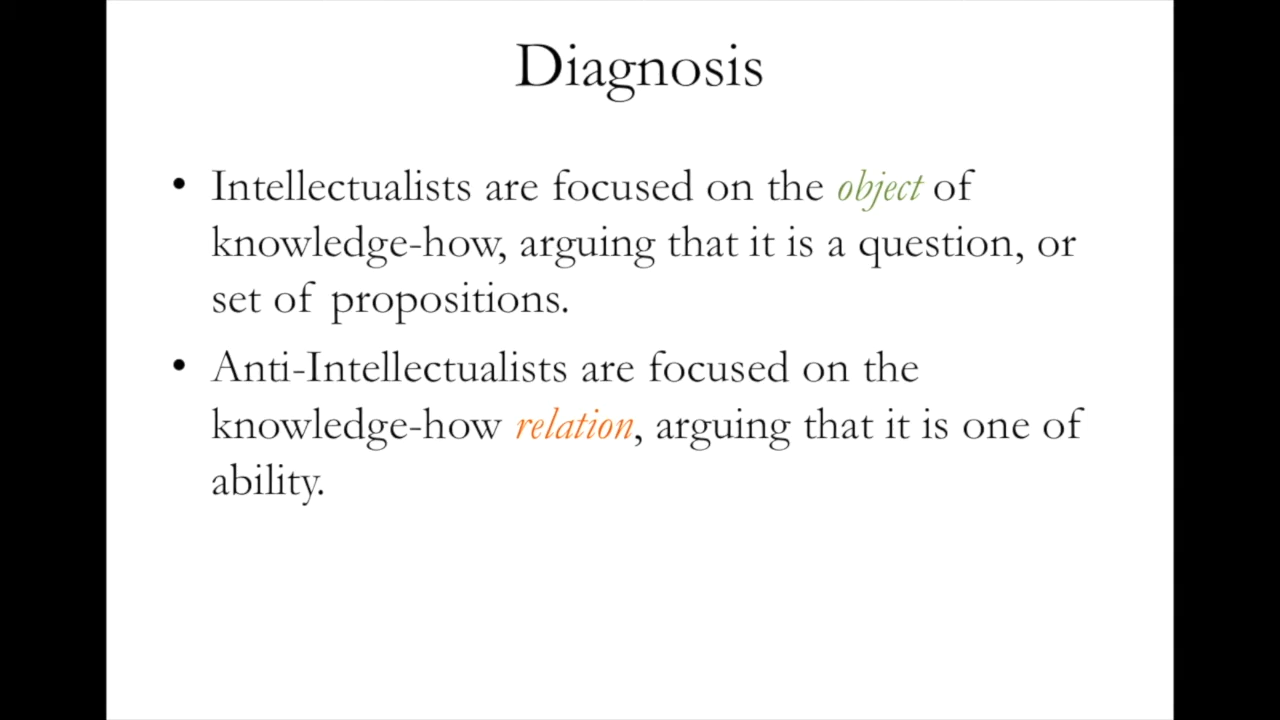 Diagnosis
• Intellectualists are focused on the object of
knowledge-how, arguing that it is a question, or
set of propositions.
• Anti-Intellectualists are focused on the
knowledge-how relation, arguing that it is one of
ability.